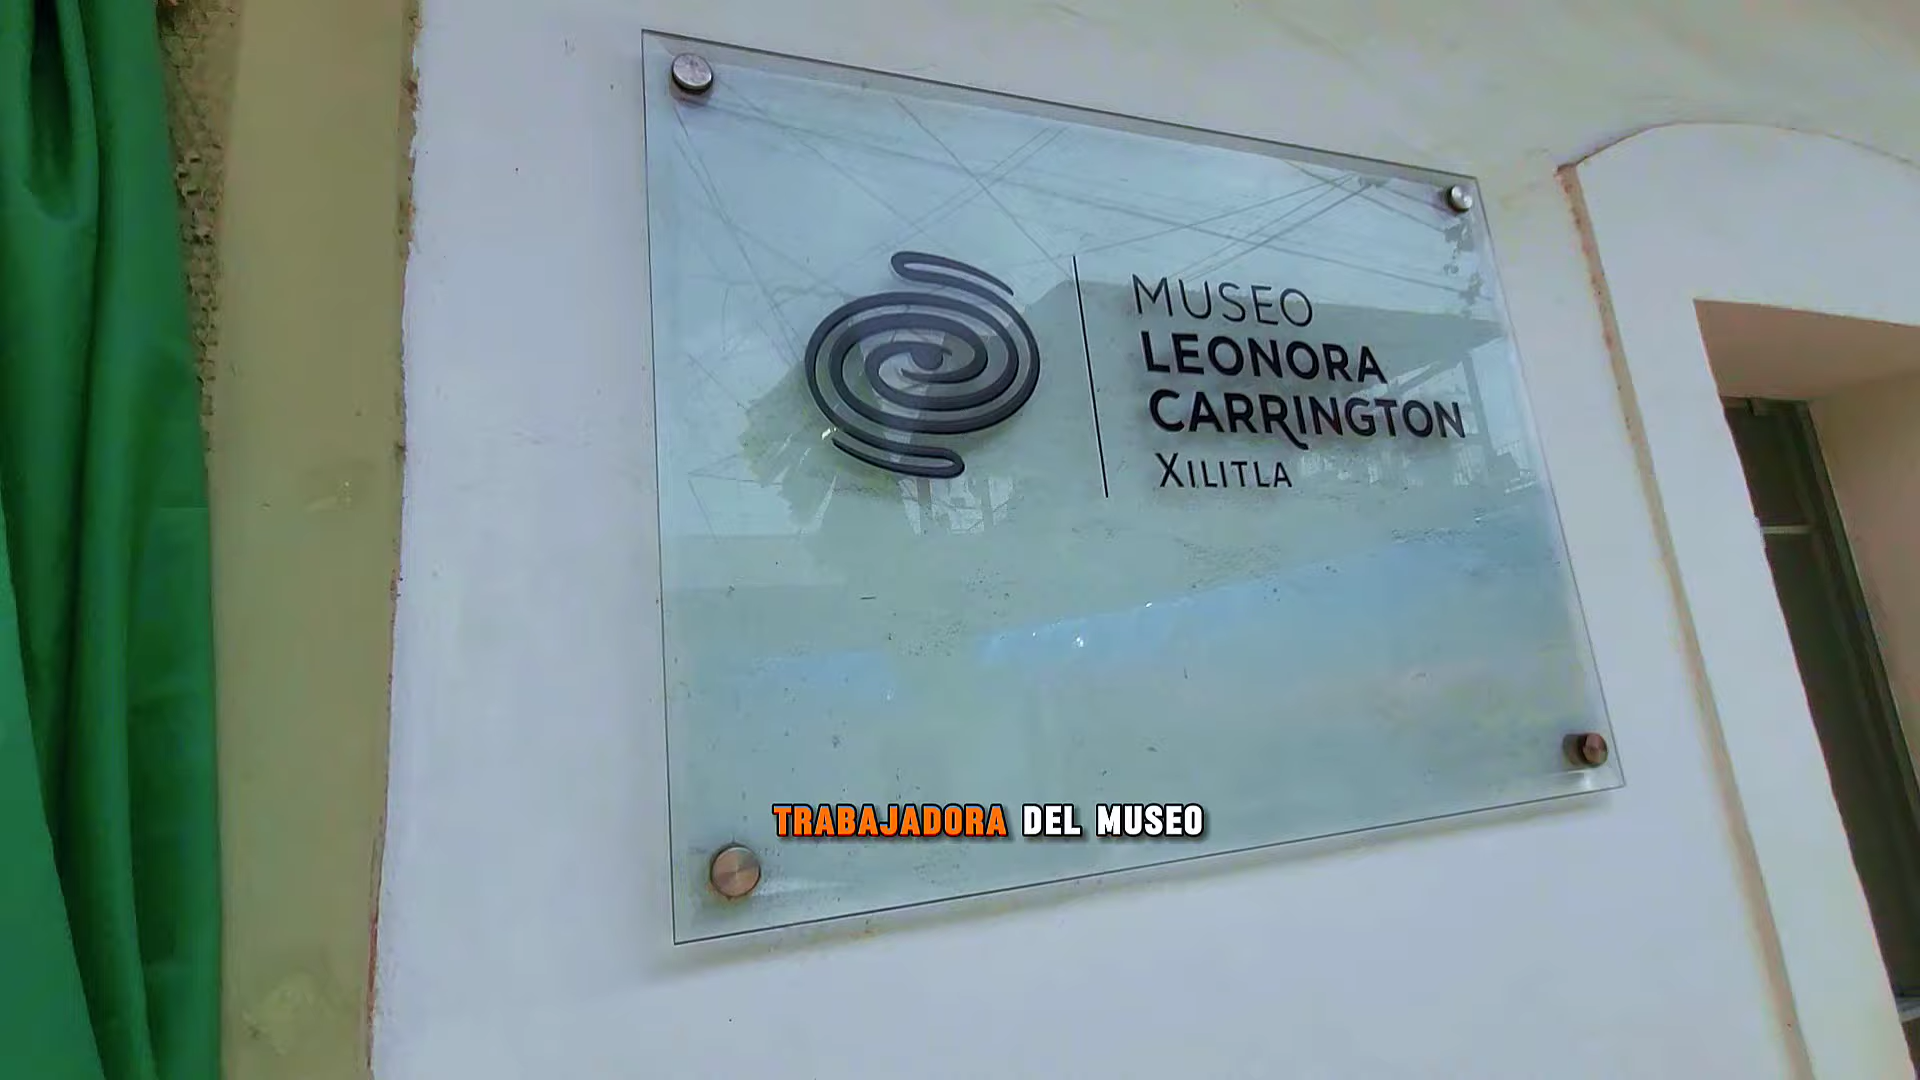 MUSEO
LEONORA
CARRINGTON
XILITLA
TRABAJADORA DEL MUSEO